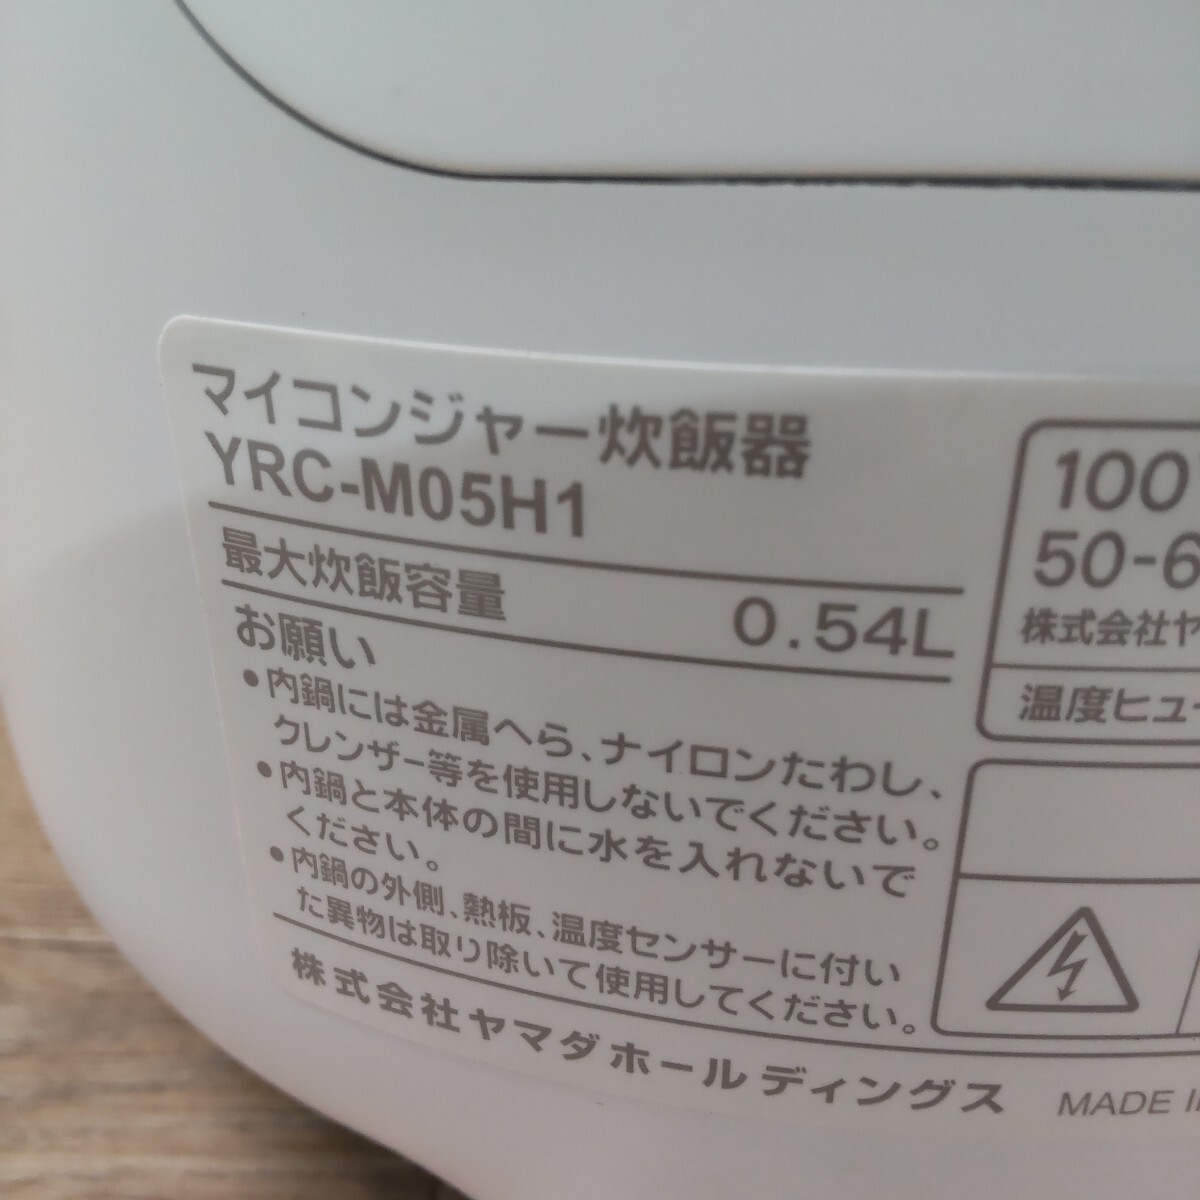 マイコンジャー炊飯器
YRC-M05H1
最大炊飯容量 0.54L
お願い
•内鍋には金属へら、ナイロンたわし、
クレンザー等を使用しないでください。
•内鍋と本体の間に水を入れないで
ください。
•内鍋の外側、熱板、温度センサーに付い
た異物は取り除いて使用してください。
株式会社ヤマダホールディングス
MADE
100
50-6
株式会社ヤ
温度ヒュー